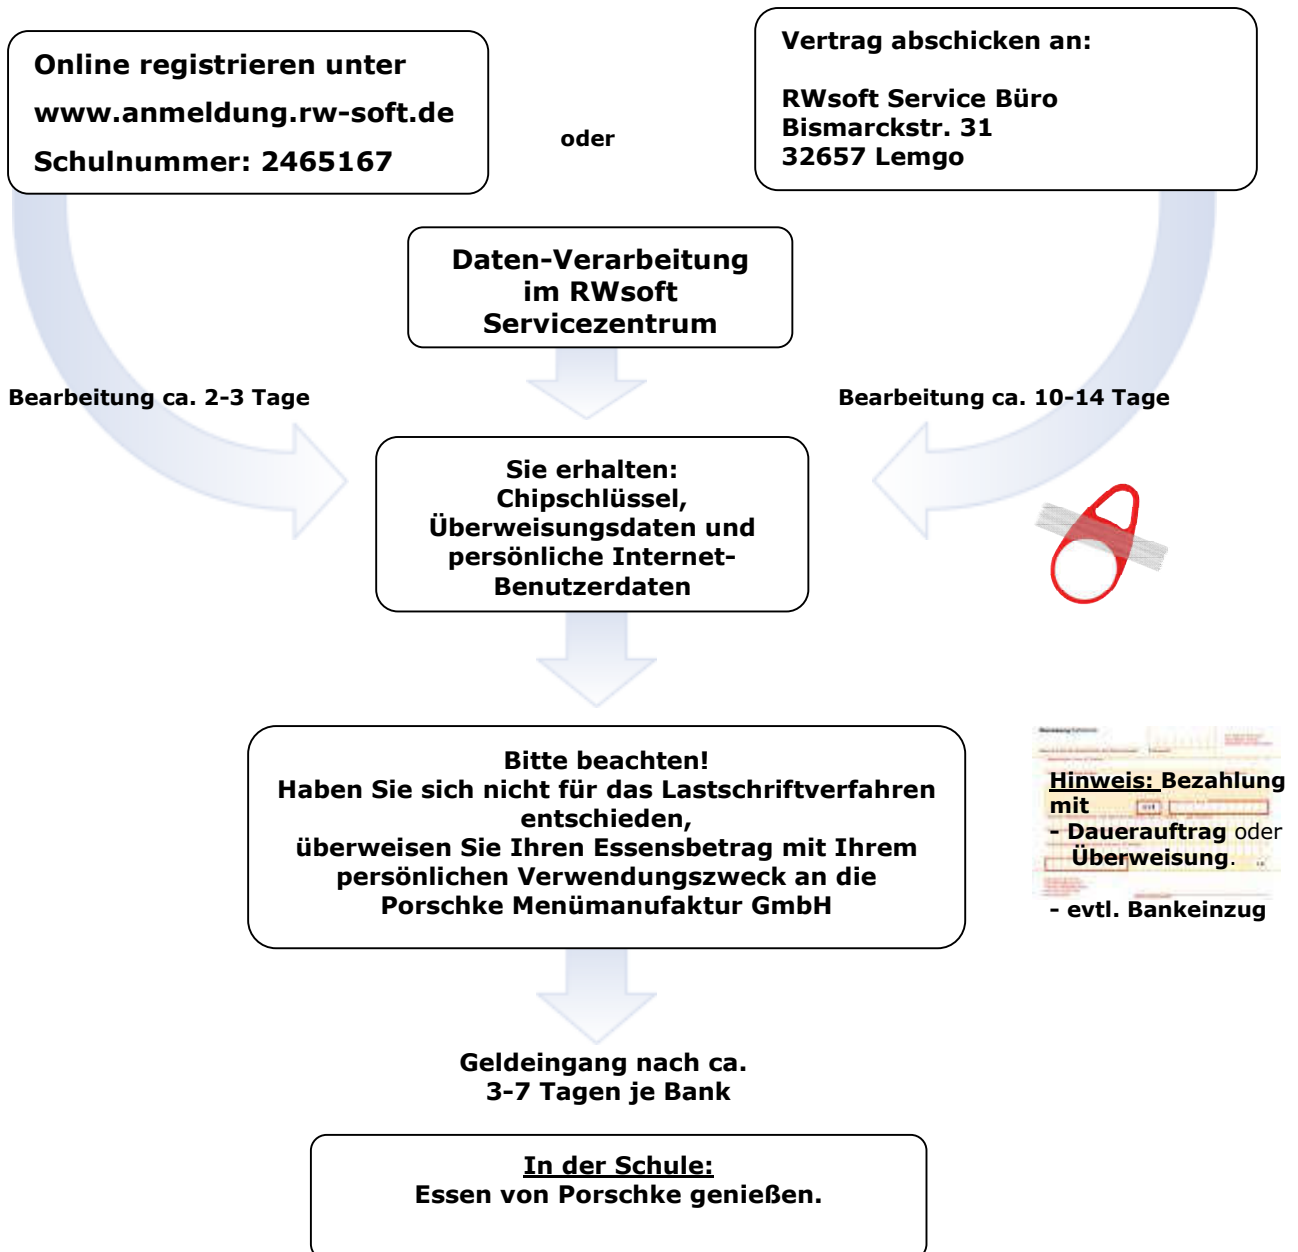 Online registrieren unter
www.anmeldung.rw-soft.de
Schulnummer: 2465167
oder
Vertrag abschicken an:
RWsoft Service Büro
Bismarckstr. 31
32657 Lemgo
Daten-Verarbeitung
im RWsoft
Servicezentrum
Bearbeitung ca. 2-3 Tage
Bearbeitung ca. 10-14 Tage
Sie erhalten:
Chipschlüssel,
Überweisungsdaten und
persönliche Internet-
Benutzerdaten
Bitte beachten!
Haben Sie sich nicht für das Lastschriftverfahren
entschieden,
überweisen Sie Ihren Essensbetrag mit Ihrem
persönlichen Verwendungszweck an die
Porschke Menümanufaktur GmbH
Hinweis: Bezahlung
mit
- Dauerauftrag oder
Überweisung.
- evtl. Bankeinzug
Geldeingang nach ca.
3-7 Tagen je Bank
In der Schule:
Essen von Porschke genießen.